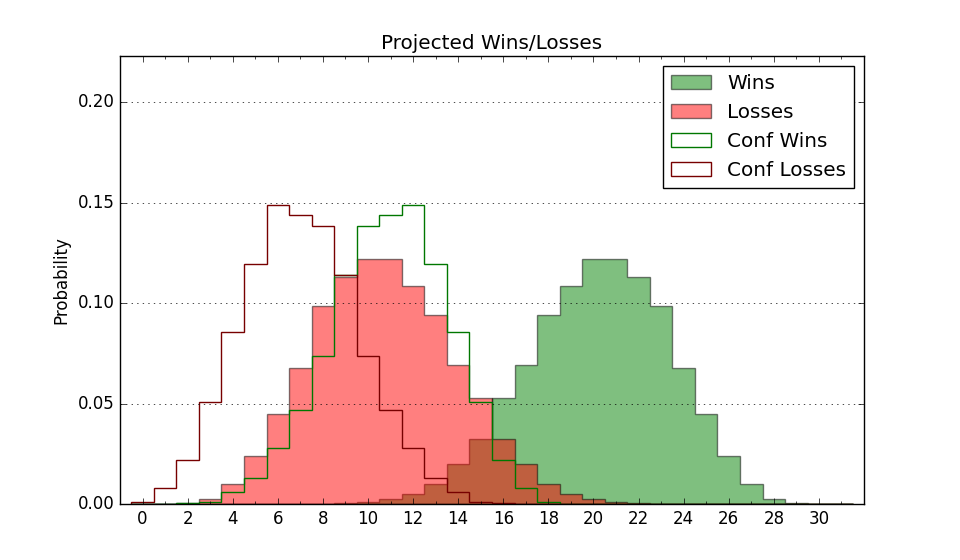 Projected Wins/Losses
Probability
0.20
0.15
0.10
0.05
0.00
0 2 4 6 8 10 12 14 16 18 20 22 24 26 28 30
Wins
Losses
Conf Wins
Conf Losses